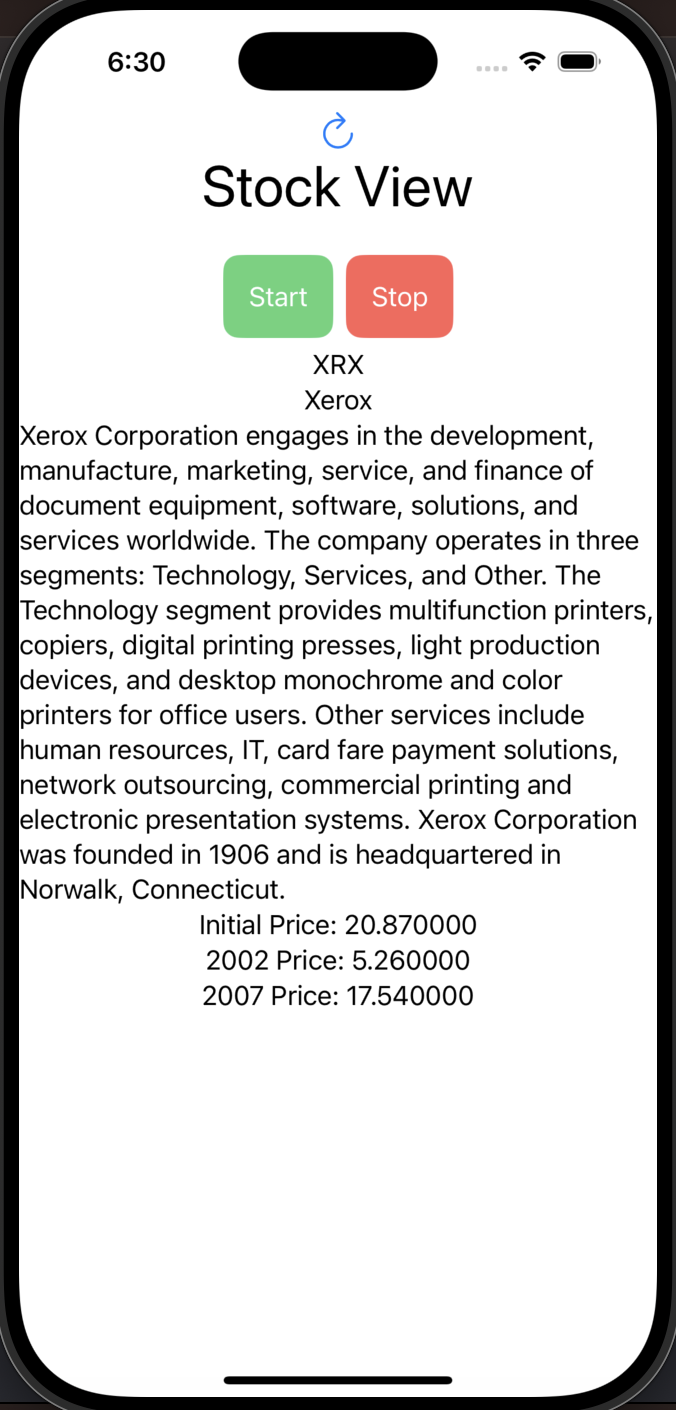 6:30
Stock View
Start Stop
XRX
Xerox
Xerox Corporation engages in the development,
manufacture, marketing, service, and finance of
document equipment, software, solutions, and
services worldwide. The company operates in three
segments: Technology, Services, and Other. The
Technology segment provides multifunction printers,
copiers, digital printing presses, light production
devices, and desktop monochrome and color
printers for office users. Other services include
human resources, IT, card fare payment solutions,
network outsourcing, commercial printing and
electronic presentation systems. Xerox Corporation
was founded in 1906 and is headquartered in
Norwalk, Connecticut.
Initial Price: 20.870000
2002 Price: 5.260000
2007 Price: 17.540000